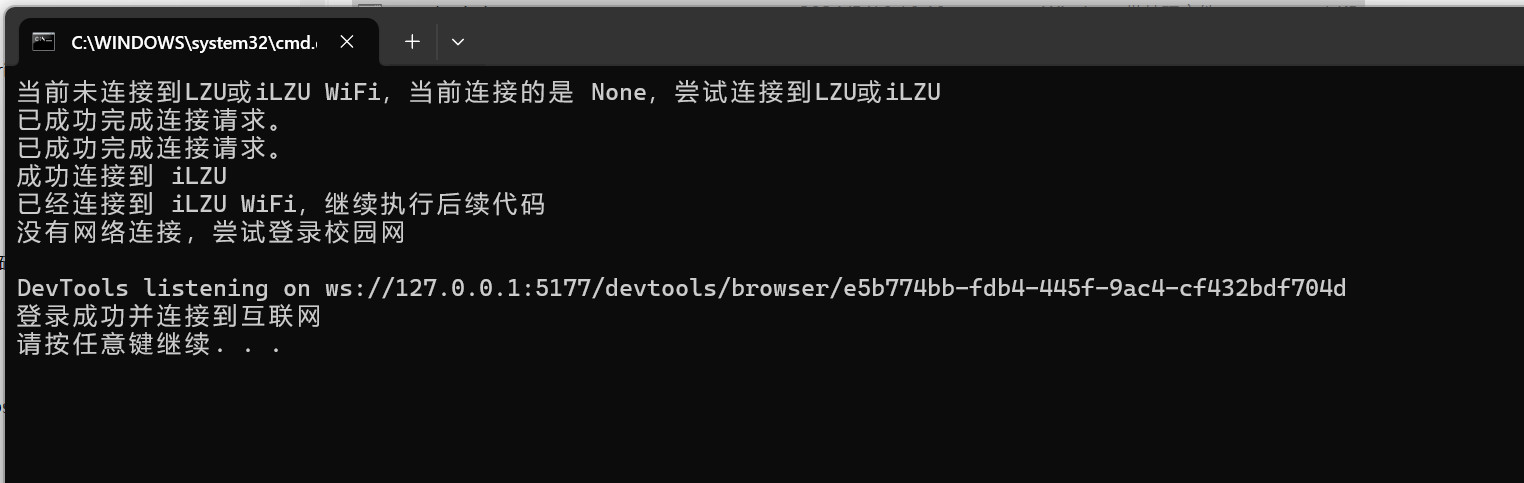 C:\WINDOWS\system32\cmd.
当前未连接到LZU或iLZU WiFi，当前连接的是 None，尝试连接到LZU或iLZU
已成功完成连接请求。
已成功完成连接请求。
成功连接到 iLZU
已经连接到 iLZU WiFi，继续执行后续代码
没有网络连接，尝试登录校园网
DevTools listening on ws://127.0.0.1:5177/devtools/browser/e5b774bb-fdb4-445f-9ac4-cf432bdf704d
登录成功并连接到互联网
请按任意键继续. . .